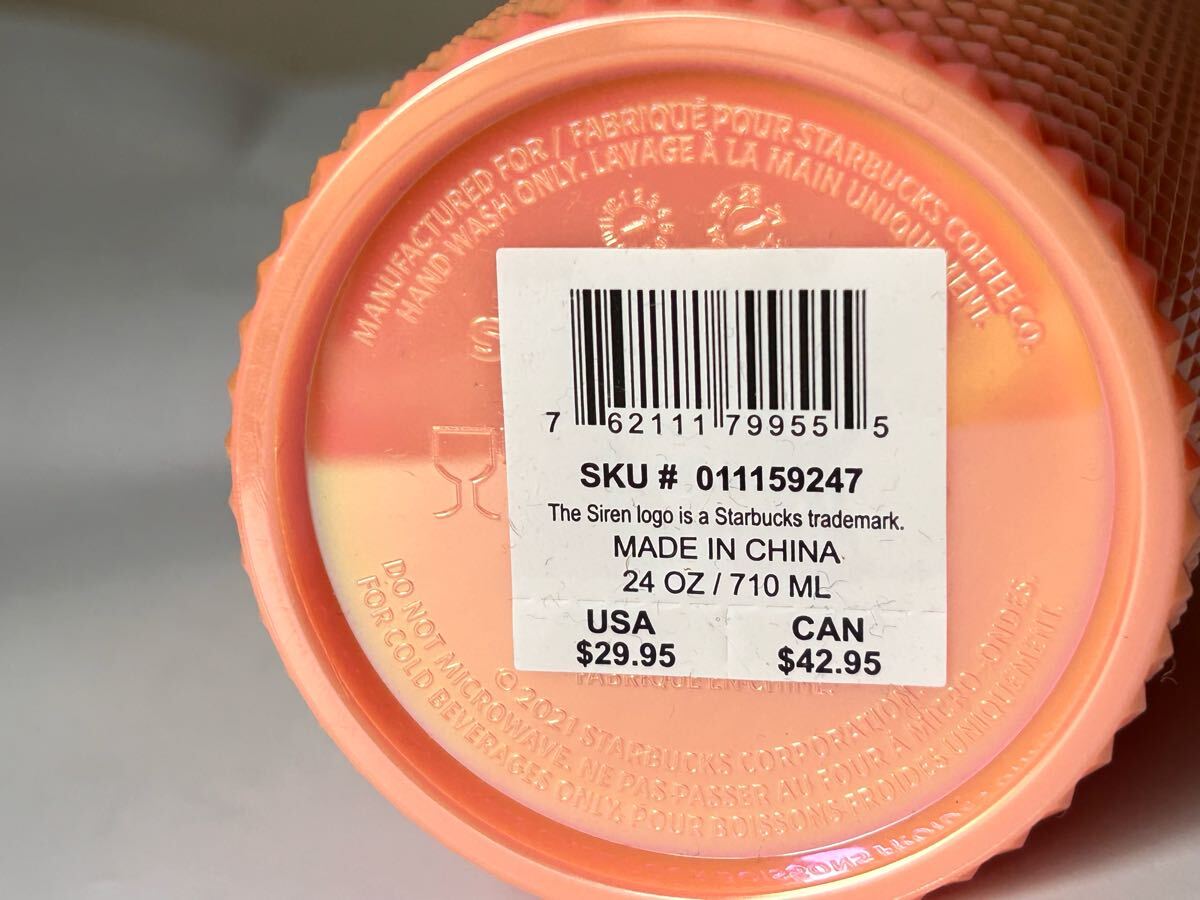 MANUFACTURED FOR / FABRIQUÉ POUR STARBUCKS COFFEE CO.
HAND WASH ONLY. LAVAGE À LA MAIN UNIQUEMENT.
S
7 62111 79955 5
SKU # 011159247
The Siren logo is a Starbucks trademark.
MADE IN CHINA
24 OZ / 710 ML
USA
$29.95
CAN
$42.95
FABRIQUÉ EN CHINE.
© 2021 STARBUCKS CORPORATION.
DO NOT MICROWAVE. NE PAS PASSER AU FOUR À MICRO-ONDES.
FOR COLD BEVERAGES ONLY. POUR BOISSONS FROIDES UNIQUEMENT.